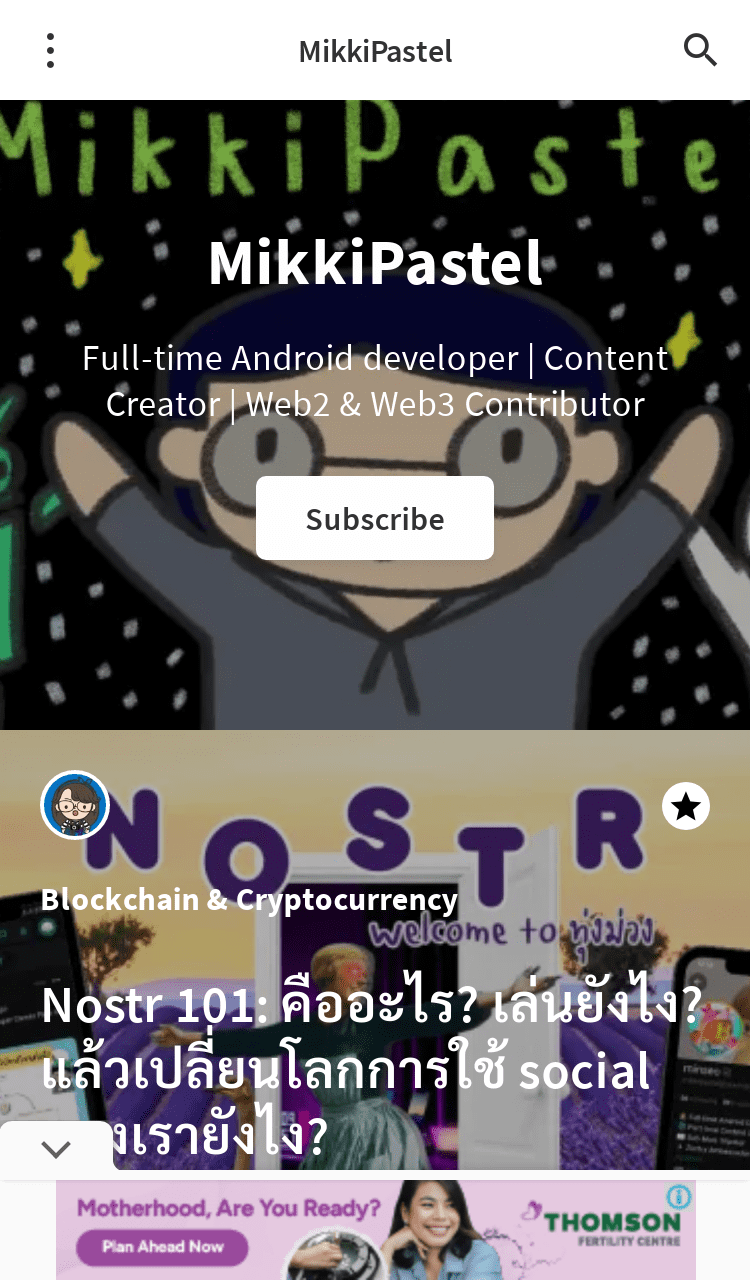 MikkiPastel
MikkiPaste
MikkiPastel
Full-time Android developer | Content
Creator | Web2 & Web3 Contributor
Subscribe
NOSTR
Blockchain & Cryptocurrency
welcome to ทุ่งม่วง
Nostr 101: คืออะไร? เล่นยังไง?
แล้วเปลี่ยนโลกการใช้ social
งเรายังไง?
Motherhood, Are You Ready?
Plan Ahead Now
THOMSON
FERTILITY CENTRE